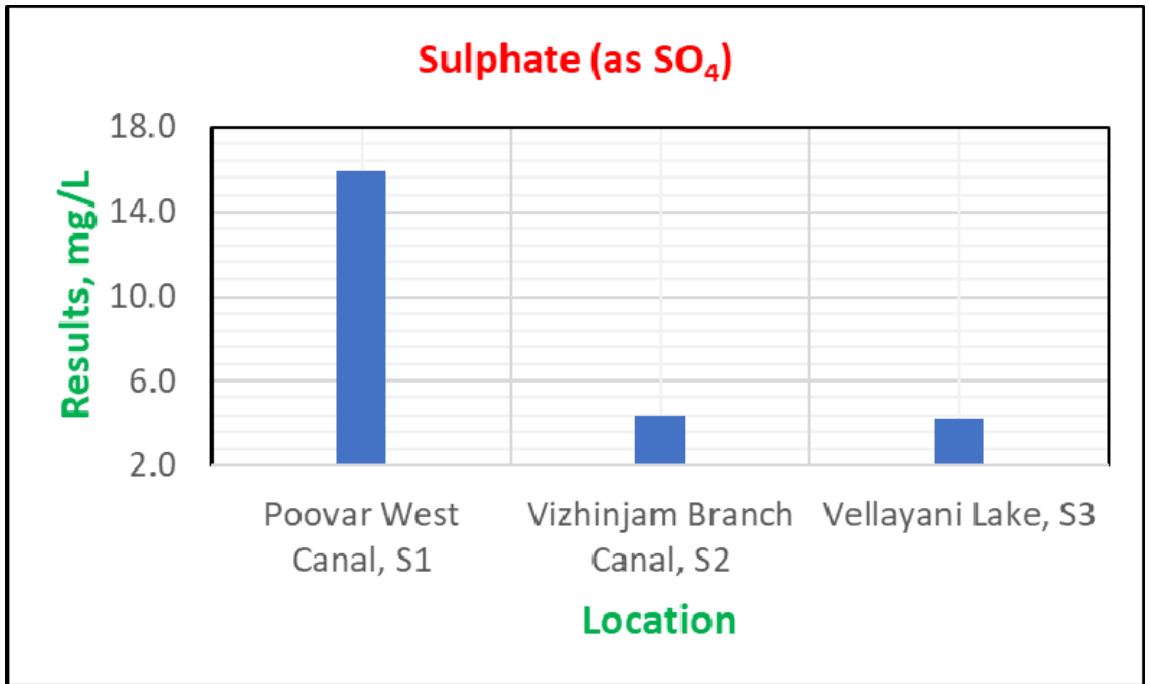 Sulphate (as SO₄)
Results, mg/L
18.0
14.0
10.0
6.0
2.0
Poovar West
Canal, S1
Vizhinjam Branch
Canal, S2
Vellayani Lake, S3
Location